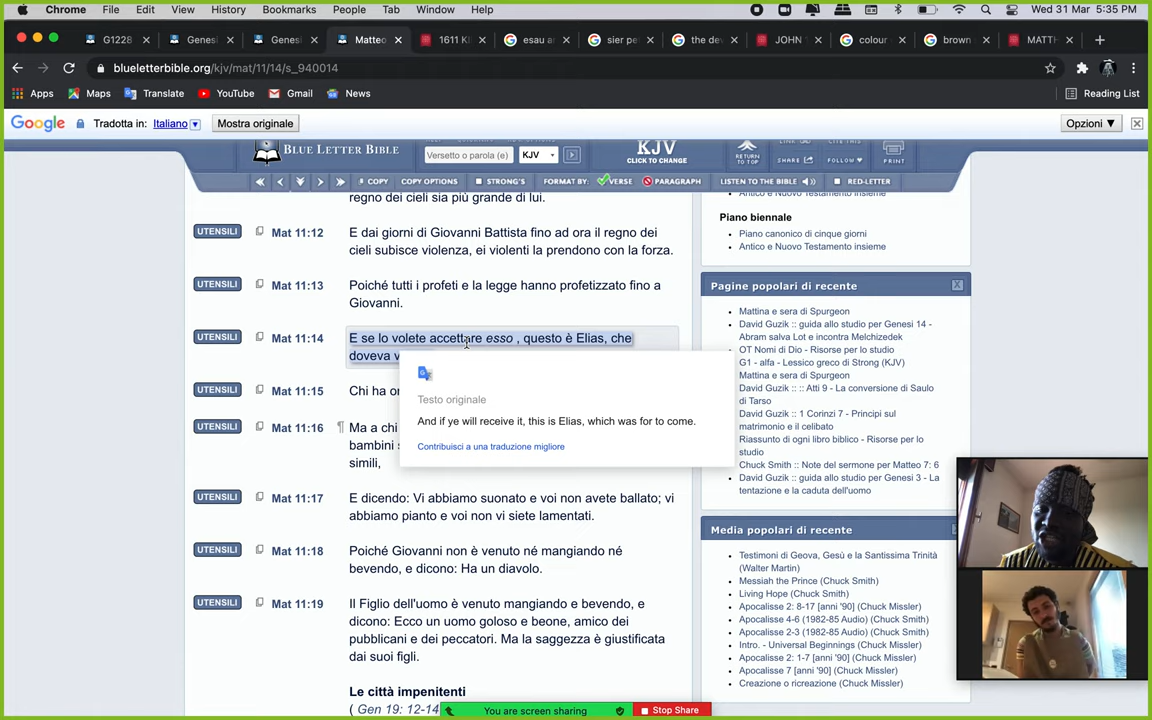 Chrome File Edit View History Bookmarks People Tab Window Help Wed 31 Mar 5:35 PM
G1228 Genesi Genesi Matteo 1611 K esau ar sier pe the de JOHN colour brown MATTH
blueletterbible.org/kjv/mat/11/14/s_940014
Apps Maps Translate YouTube Gmail News Reading List
Google Tradotta in: Italiano Mostra originale Opzioni ▼
BLUE LETTER BIBLE Versetto o parola (e) KJV KJV CLICK TO CHANGE RETURN TO TOP SHARE FOLLOW PRINT
COPY COPY OPTIONS STRONG'S FORMAT BY: VERSE PARAGRAPH LISTEN TO THE BIBLE RED-LETTER
regno dei cieli sia più grande di lui.
UTENSILI Mat 11:12 E dai giorni di Giovanni Battista fino ad ora il regno dei
cieli subisce violenza, ei violenti la prendono con la forza.
UTENSILI Mat 11:13 Poiché tutti i profeti e la legge hanno profetizzato fino a
Giovanni.
UTENSILI Mat 11:14 E se lo volete accettare esso , questo è Elias, che
doveva v
Testo originale
And if ye will receive it, this is Elias, which was for to come.
Contribuisci a una traduzione migliore
UTENSILI Mat 11:15 Chi ha or
UTENSILI Mat 11:16 ¶ Ma a chi
bambini s
simili,
UTENSILI Mat 11:17 E dicendo: Vi abbiamo suonato e voi non avete ballato; vi
abbiamo pianto e voi non vi siete lamentati.
UTENSILI Mat 11:18 Poiché Giovanni non è venuto né mangiando né
bevendo, e dicono: Ha un diavolo.
UTENSILI Mat 11:19 Il Figlio dell'uomo è venuto mangiando e bevendo, e
dicono: Ecco un uomo goloso e beone, amico dei
pubblicani e dei peccatori. Ma la saggezza è giustificata
dai suoi figli.
Le città impenitenti
( Gen 19: 12-14
Antico e Nuovo Testamento insieme
Piano biennale
Piano canonico di cinque giorni
Antico e Nuovo Testamento insieme
Pagine popolari di recente X
Mattina e sera di Spurgeon
David Guzik :: guida allo studio per Genesi 14 -
Abram salva Lot e incontra Melchizedek
OT Nomi di Dio - Risorse per lo studio
G1 - alfa - Lessico greco di Strong (KJV)
Mattina e sera di Spurgeon
David Guzik :: :: Atti 9 - La conversione di Saulo
di Tarso
David Guzik :: 1 Corinzi 7 - Principi sul
matrimonio e il celibato
Riassunto di ogni libro biblico - Risorse per lo
studio
Chuck Smith :: Note del sermone per Matteo 7: 6
David Guzik :: guida allo studio per Genesi 3 - La
tentazione e la caduta dell'uomo
Media popolari di recente
Testimoni di Geova, Gesù e la Santissima Trinità
(Walter Martin)
Messiah the Prince (Chuck Smith)
Living Hope (Chuck Smith)
Apocalisse 2: 8-17 [anni '90] (Chuck Missler)
Apocalisse 4-6 (1982-85 Audio) (Chuck Missler)
Apocalisse 2-3 (1982-85 Audio) (Chuck Missler)
Intro. - Universal Beginnings (Chuck Missler)
Apocalisse 2: 1-7 [anni '90] (Chuck Missler)
Apocalisse 7 [anni '90] (Chuck Missler)
Creazione o ricreazione (Chuck Missler)
You are screen sharing Stop Share